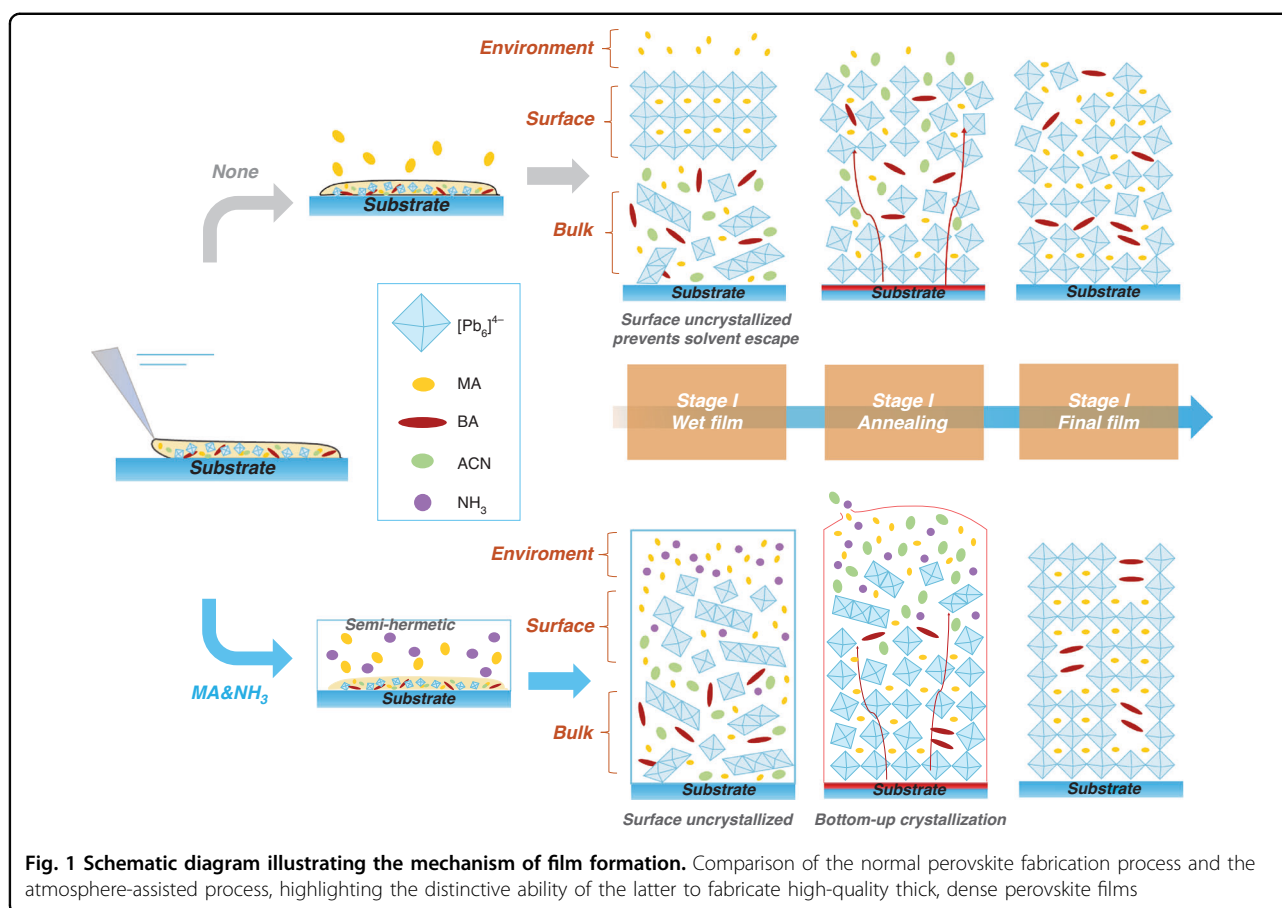 Environment
Surface
Bulk
None
Substrate
Substrate
Substrate
Substrate
Surface uncrystallized
prevents solvent escape
[Pb₆]⁴⁻
MA
BA
ACN
NH₃
Substrate
Stage I
Wet film
Stage I
Annealing
Stage I
Final film
MA&NH₃
Semi-hermetic
Substrate
Enviroment
Surface
Bulk
Substrate
Substrate
Substrate
Surface uncrystallized
Bottom-up crystallization
Fig. 1 Schematic diagram illustrating the mechanism of film formation. Comparison of the normal perovskite fabrication process and the
atmosphere-assisted process, highlighting the distinctive ability of the latter to fabricate high-quality thick, dense perovskite films